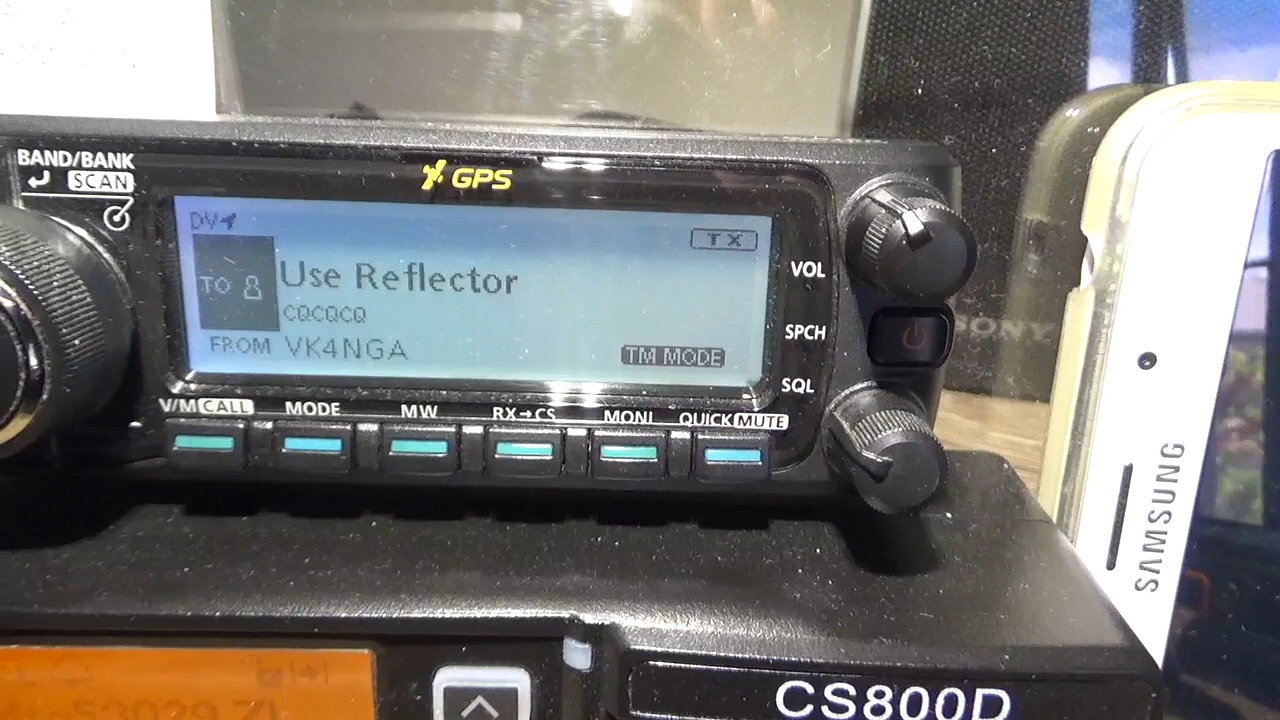 BAND/BANK
SCAN
GPS
DV
TX
TO
Use Reflector
CQCQCQ
FROM VK4NGA
TM MODE
VOL
SPCH
SQL
V/M CALL MODE MW RX→CS MONI QUICK MUTE
SONY
SAMSUNG
CS800D